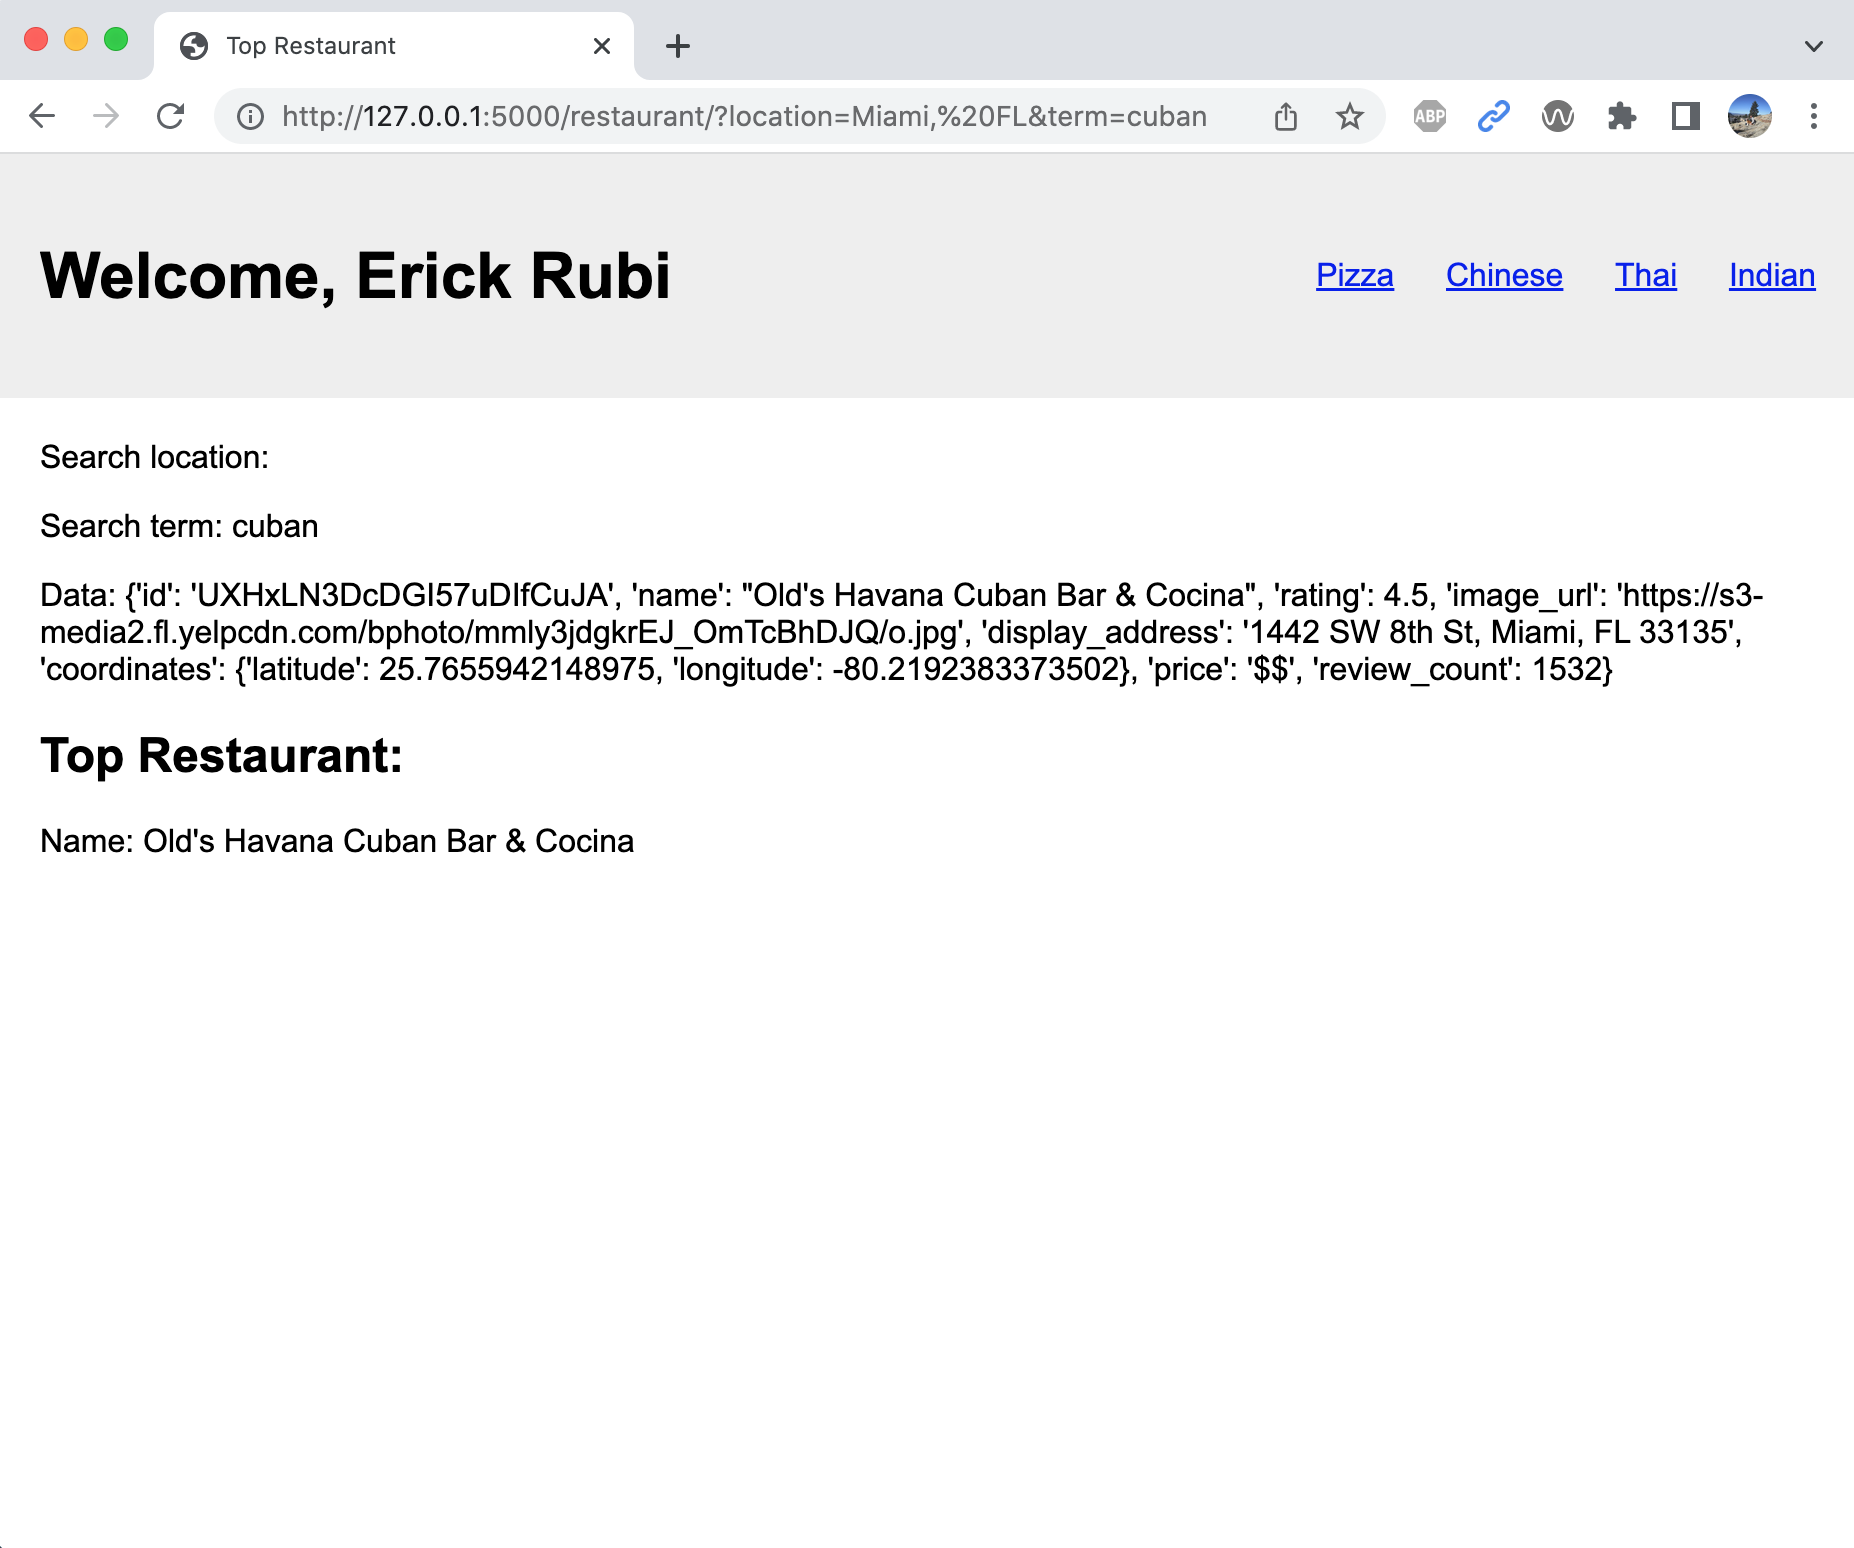 Top Restaurant
http://127.0.0.1:5000/restaurant/?location=Miami,%20FL&term=cuban
ABP
Welcome, Erick Rubi
Pizza Chinese Thai Indian
Search location:
Search term: cuban
Data: {'id': 'UXHxLN3DcDGI57uDIfCuJA', 'name': "Old's Havana Cuban Bar & Cocina", 'rating': 4.5, 'image_url': 'https://s3-
media2.fl.yelpcdn.com/bphoto/mmly3jdgkrEJ_OmTcBhDJQ/o.jpg', 'display_address': '1442 SW 8th St, Miami, FL 33135',
'coordinates': {'latitude': 25.7655942148975, 'longitude': -80.2192383373502}, 'price': '$$', 'review_count': 1532}
Top Restaurant:
Name: Old's Havana Cuban Bar & Cocina